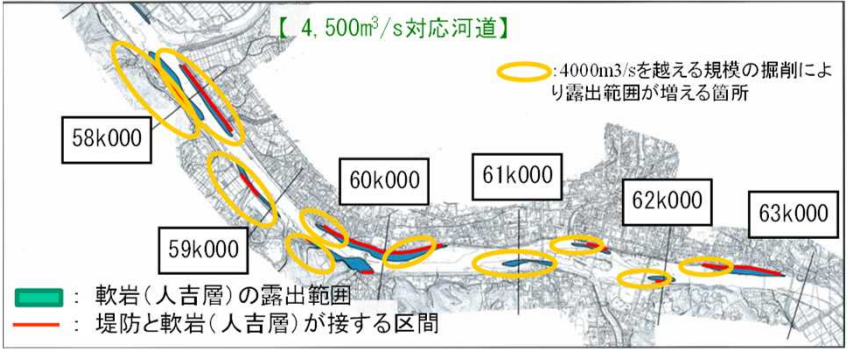 【 4,500m³/s対応河道】
:4000m3/sを越える規模の掘削によ
り露出範囲が増える箇所
58k000
59k000
60k000
61k000
62k000
63k000
: 軟岩(人吉層)の露出範囲
: 堤防と軟岩(人吉層)が接する区間